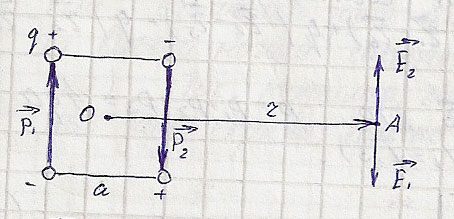 q + -
E₂
P₁ O P₂ r A
- a +
E₁